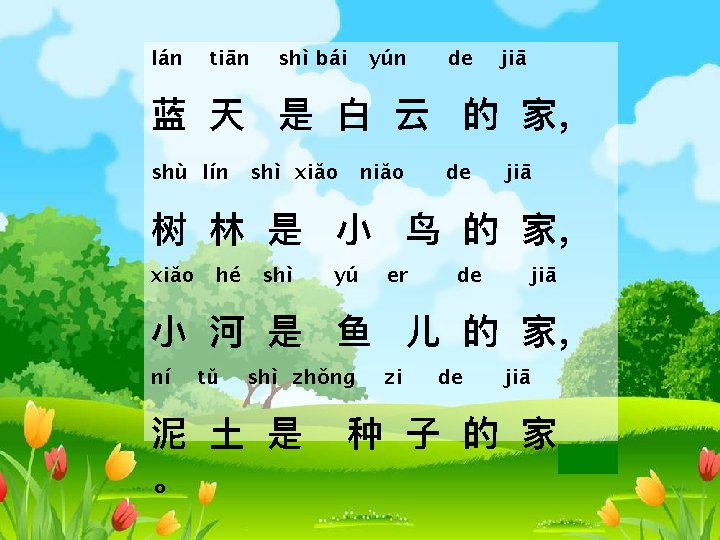 lán tiān shì bái yún de jiā
蓝 天 是 白 云 的 家，
shù lín shì xiǎo niǎo de jiā
树 林 是 小 鸟 的 家，
xiǎo hé shì yú er de jiā
小 河 是 鱼 儿 的 家，
ní tǔ shì zhǒng zi de jiā
泥 土 是 种 子 的 家
。